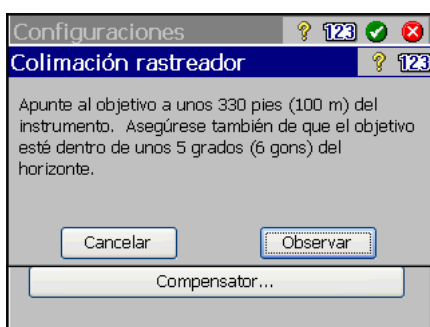 Configuraciones ? 123
Colimación rastreador ? 123
Apunte al objetivo a unos 330 pies (100 m) del
instrumento. Asegúrese también de que el objetivo
esté dentro de unos 5 grados (6 gons) del
horizonte.
Cancelar Observar
Compensator...